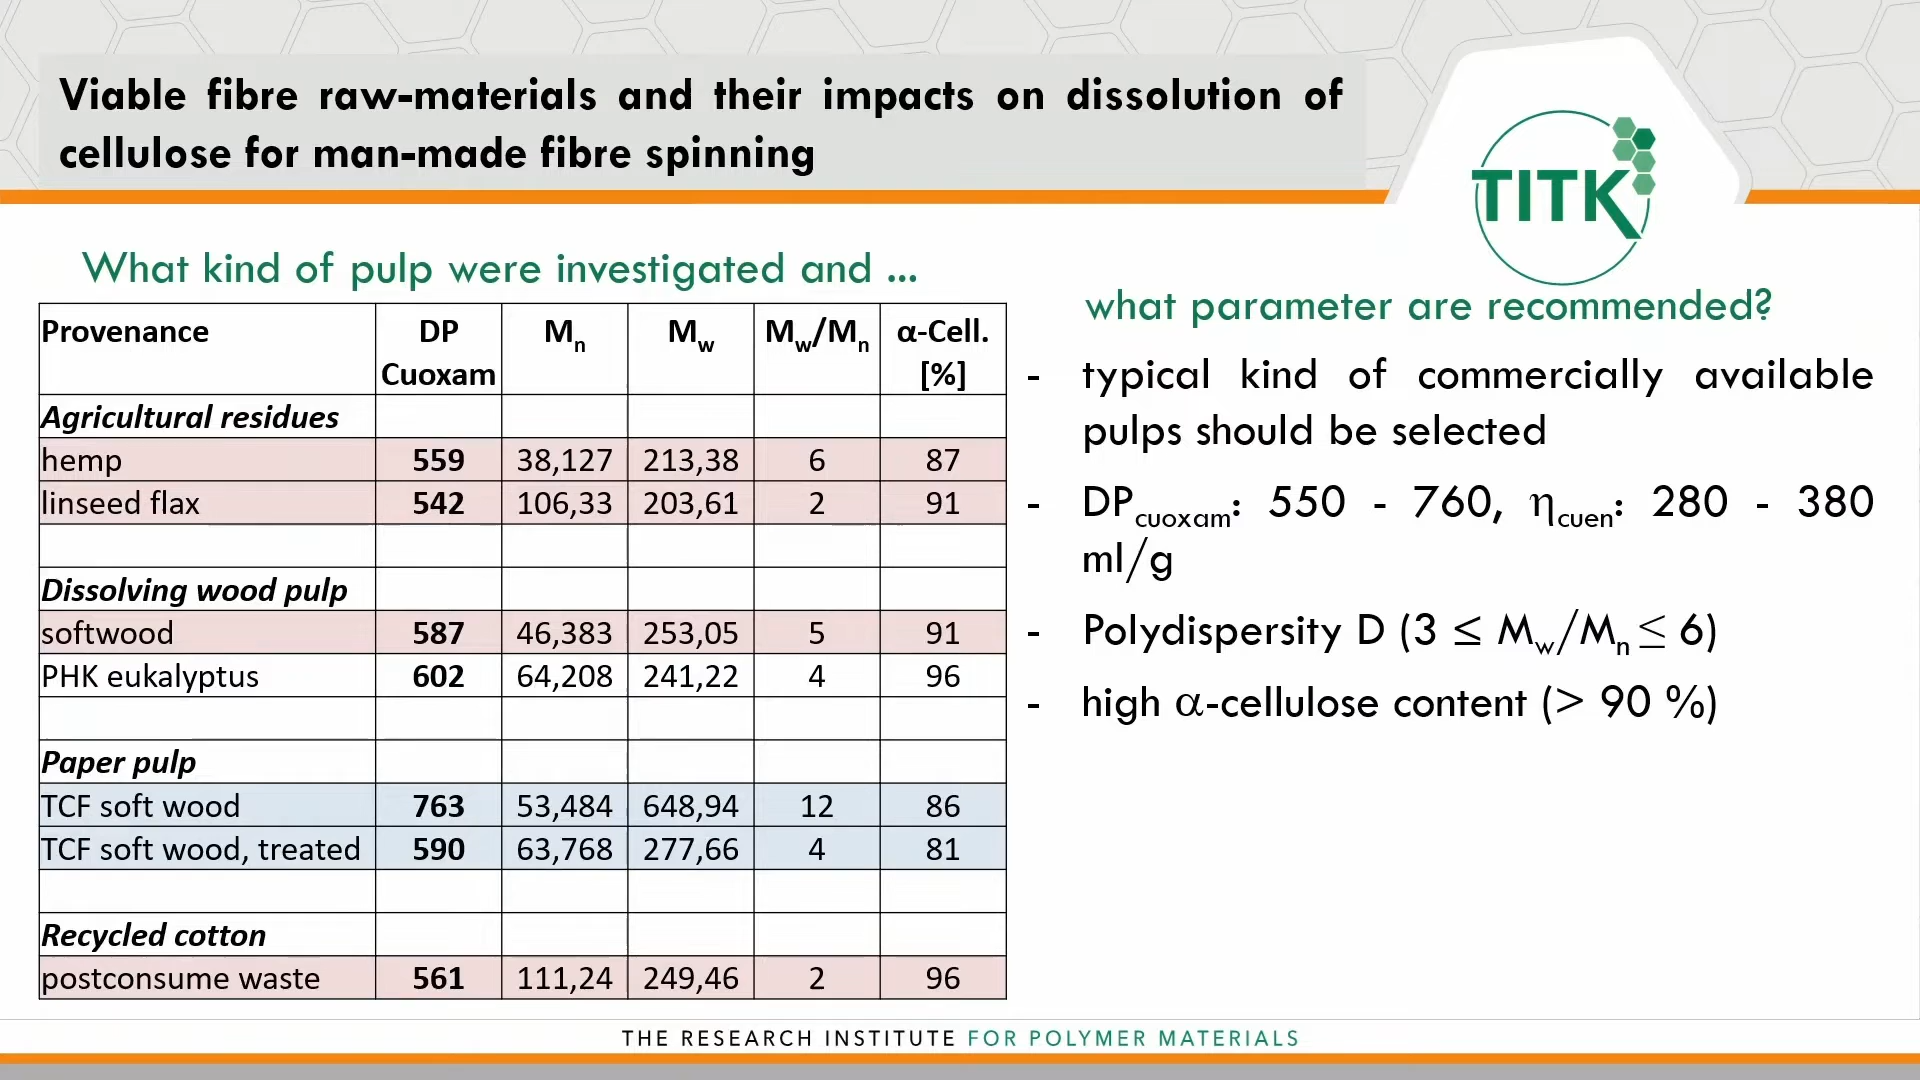 Viable fibre raw-materials and their impacts on dissolution of
cellulose for man-made fibre spinning
TITK
What kind of pulp were investigated and ...
Provenance DP Cuoxam Mn Mw Mw/Mn α-Cell. [%]
Agricultural residues
hemp 559 38,127 213,38 6 87
linseed flax 542 106,33 203,61 2 91
Dissolving wood pulp
softwood 587 46,383 253,05 5 91
PHK eukalyptus 602 64,208 241,22 4 96
Paper pulp
TCF soft wood 763 53,484 648,94 12 86
TCF soft wood, treated 590 63,768 277,66 4 81
Recycled cotton
postconsume waste 561 111,24 249,46 2 96
what parameter are recommended?
- typical kind of commercially available
pulps should be selected
- DPcuoxam: 550 - 760, ηcuen: 280 - 380
ml/g
- Polydispersity D (3 ≤ Mw/Mn ≤ 6)
- high α-cellulose content (> 90 %)
THE RESEARCH INSTITUTE FOR POLYMER MATERIALS